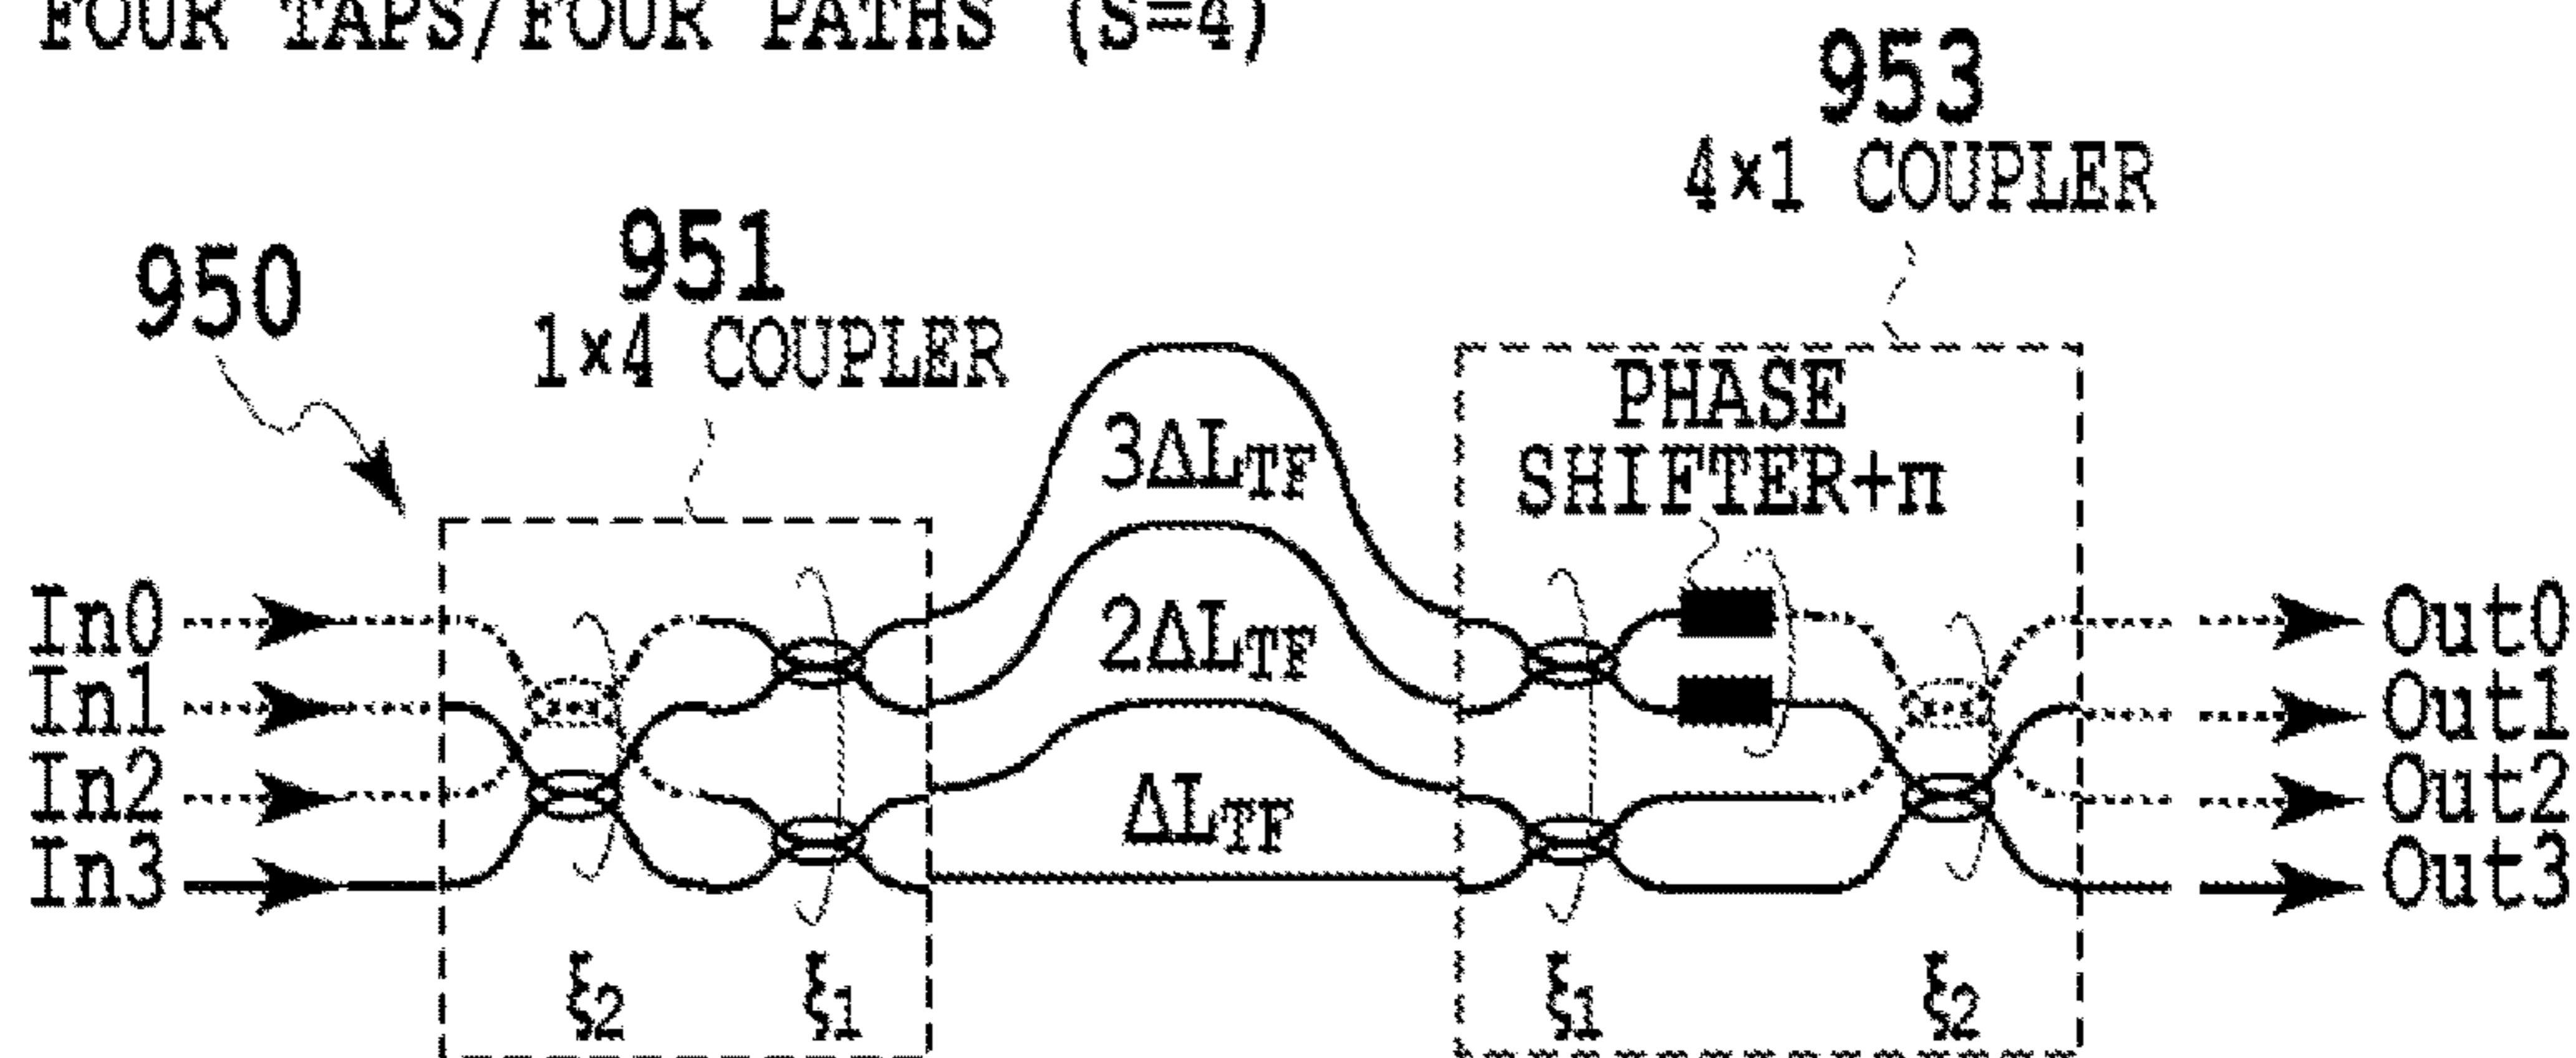 FOUR TAPS/FOUR PATHS (S=4)
953
4×1 COUPLER
951
1×4 COUPLER
950
PHASE
SHIFTER+π
3ΔLTF
2ΔLTF
ΔLTF
In0
In1
In2
In3
Out0
Out1
Out2
Out3
ξ2
ξ1
ξ1
ξ2